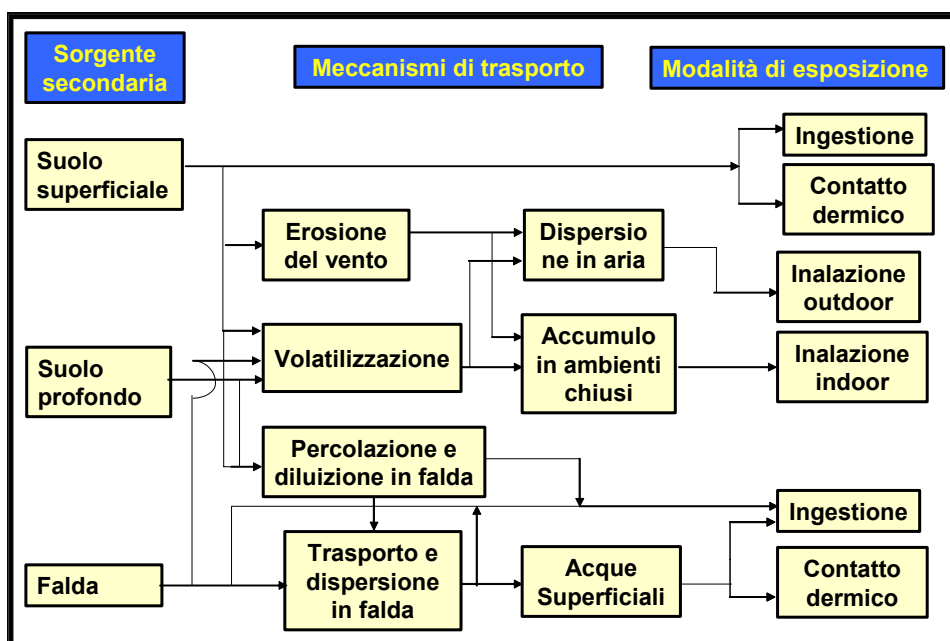 Sorgente
secondaria
Meccanismi di trasporto
Modalità di esposizione
Suolo
superficiale
Ingestione
Contatto
dermico
Erosione
del vento
Dispersio
ne in aria
Inalazione
outdoor
Suolo
profondo
Volatilizzazione
Accumulo
in ambienti
chiusi
Inalazione
indoor
Percolazione e
diluizione in falda
Ingestione
Falda
Trasporto e
dispersione
in falda
Acque
Superficiali
Contatto
dermico